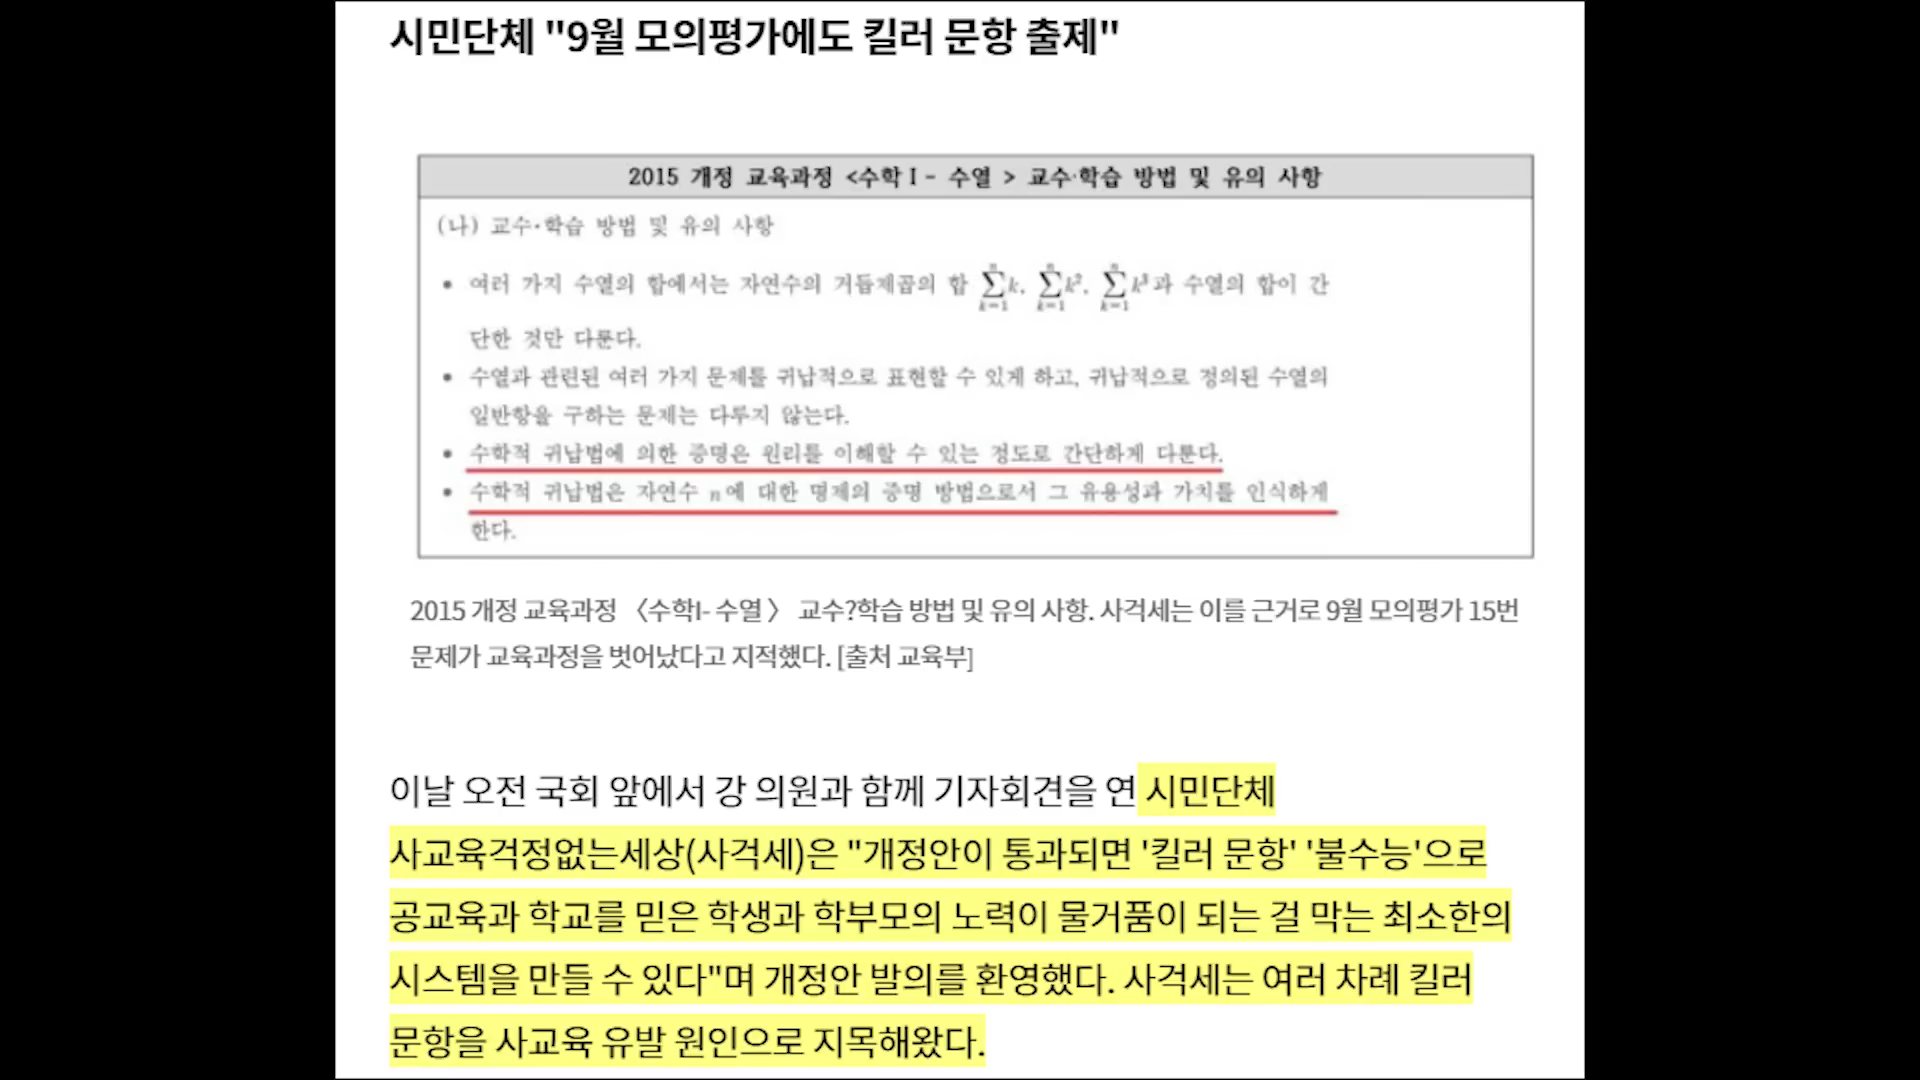 시민단체 "9월 모의평가에도 킬러 문항 출제"
2015 개정 교육과정 <수학Ⅰ- 수열 > 교수·학습 방법 및 유의 사항
(나) 교수·학습 방법 및 유의 사항
• 여러 가지 수열의 합에서는 자연수의 거듭제곱의 합 ∑_{k=1}^{n}k, ∑_{k=1}^{n}k², ∑_{k=1}^{n}k³과 수열의 합이 간
단한 것만 다룬다.
• 수열과 관련된 여러 가지 문제를 귀납적으로 표현할 수 있게 하고, 귀납적으로 정의된 수열의
일반항을 구하는 문제는 다루지 않는다.
• 수학적 귀납법에 의한 증명은 원리를 이해할 수 있는 정도로 간단하게 다룬다.
• 수학적 귀납법은 자연수 n에 대한 명제의 증명 방법으로서 그 유용성과 가치를 인식하게
한다.
2015 개정 교육과정 〈수학I- 수열 〉 교수?학습 방법 및 유의 사항. 사걱세는 이를 근거로 9월 모의평가 15번
문제가 교육과정을 벗어났다고 지적했다. [출처 교육부]
이날 오전 국회 앞에서 강 의원과 함께 기자회견을 연 시민단체
사교육걱정없는세상(사걱세)은 "개정안이 통과되면 '킬러 문항' '불수능'으로
공교육과 학교를 믿은 학생과 학부모의 노력이 물거품이 되는 걸 막는 최소한의
시스템을 만들 수 있다"며 개정안 발의를 환영했다. 사걱세는 여러 차례 킬러
문항을 사교육 유발 원인으로 지목해왔다.